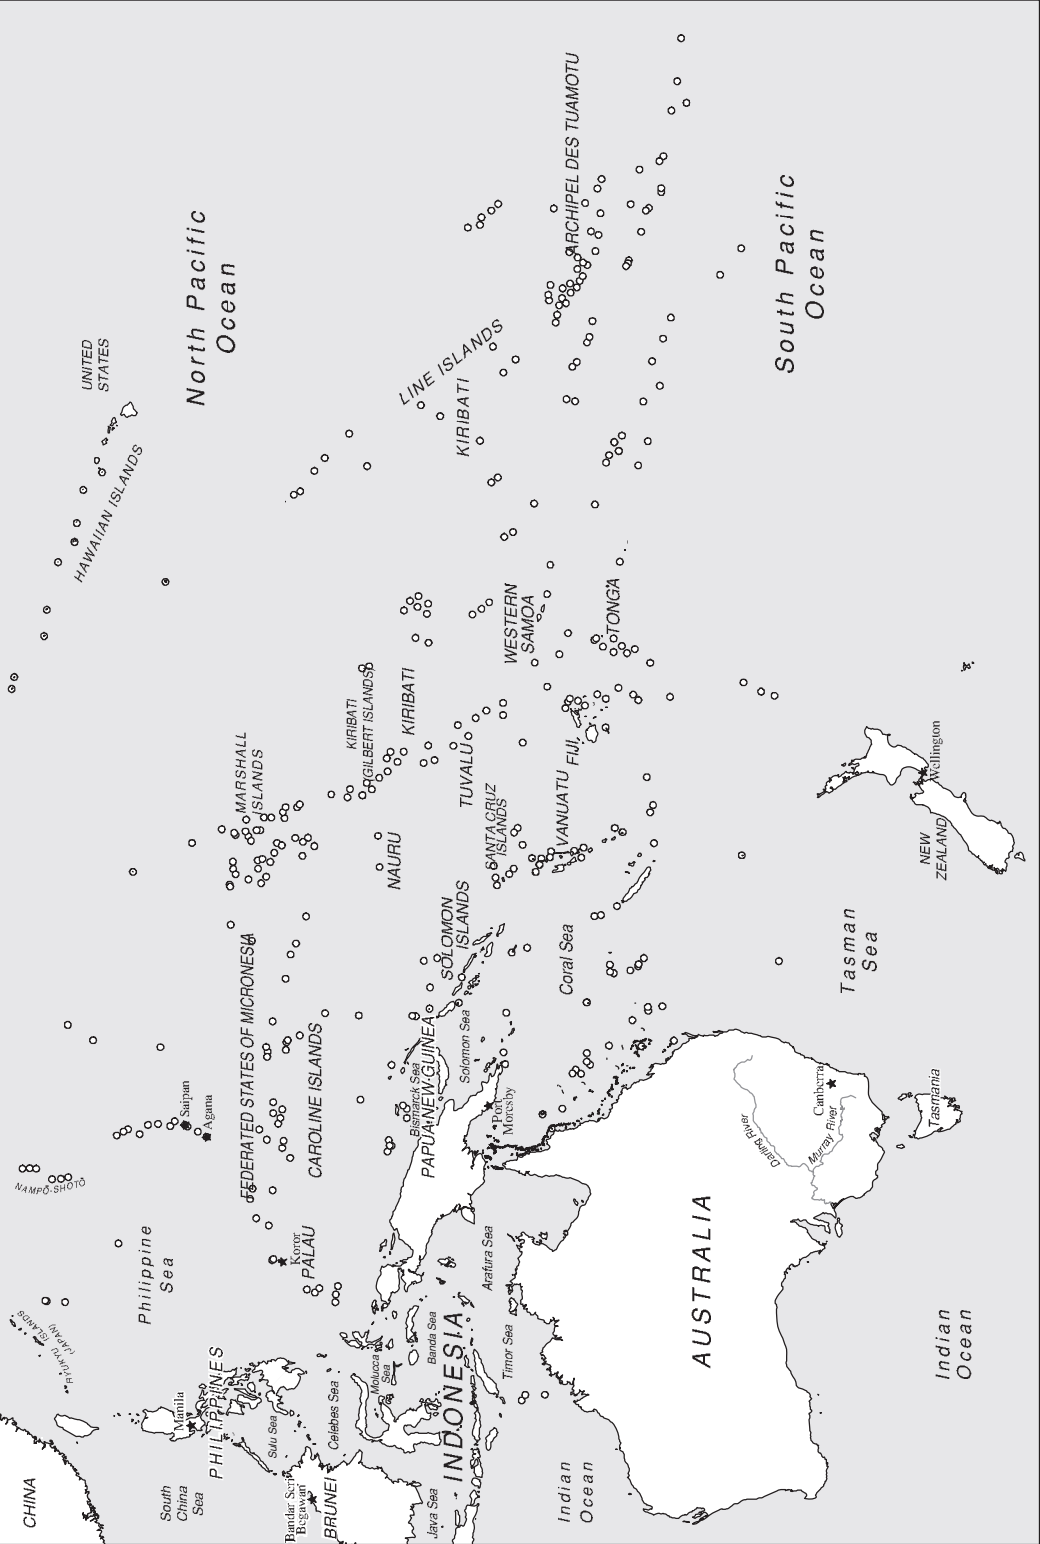 CHINA
South
China
Sea
RYUKYU ISLANDS
(JAPAN)
NAMPŌ-SHOTŌ
Philippine
Sea
Manila
PHILIPPINES
Sulu Sea
Bandar Seri
Begawan
BRUNEI
Celebes Sea
Molucca
Sea
Java Sea
INDONESIA
Banda Sea
Timor Sea
Arafura Sea
Koror
PALAU
Saipan
Agana
FEDERATED STATES OF MICRONESIA
CAROLINE ISLANDS
MARSHALL
ISLANDS
NAURU
KIRIBATI
(GILBERT ISLANDS)
KIRIBATI
HAWAIIAN ISLANDS
UNITED
STATES
North Pacific
Ocean
LINE ISLANDS
KIRIBATI
ARCHIPEL DES TUAMOTU
South Pacific
Ocean
Bismarck Sea
PAPUA-NEW-GUINEA
Port
Moresby
Solomon Sea
SOLOMON
ISLANDS
SANTA CRUZ
ISLANDS
TUVALU
WESTERN
SAMOA
TONGA
FIJI
VANUATU
Coral Sea
Indian
Ocean
AUSTRALIA
Darling River
Murray River
Canberra
Tasmania
Tasman
Sea
NEW
ZEALAND
Wellington
Indian
Ocean